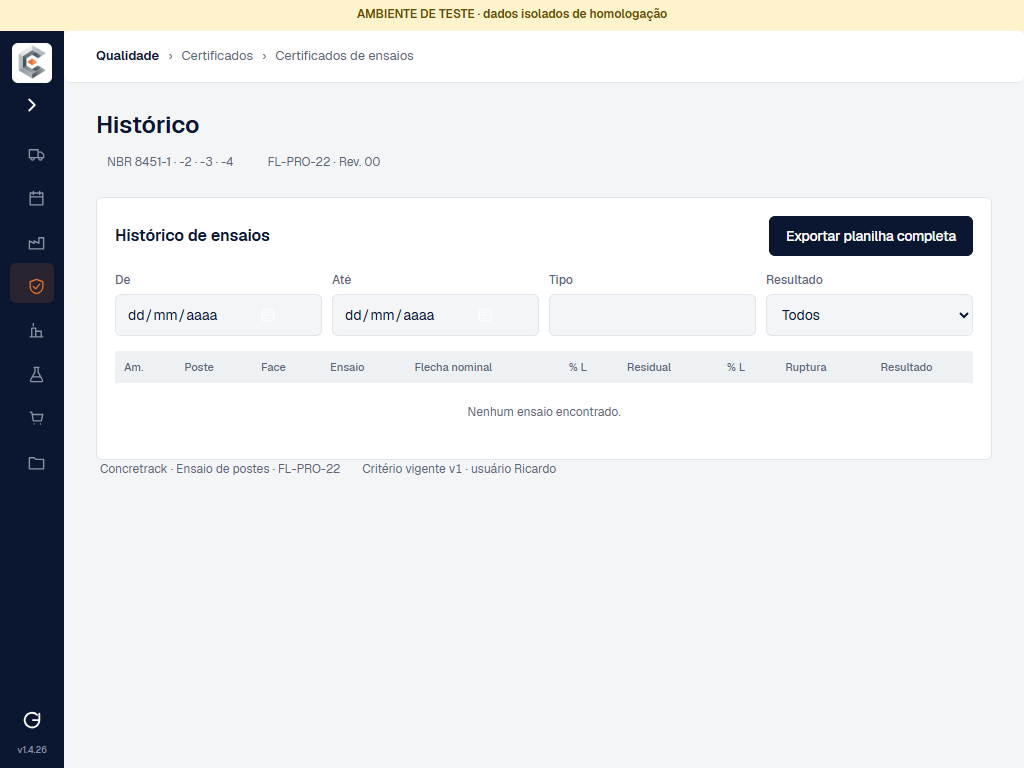 AMBIENTE DE TESTE · dados isolados de homologação
Qualidade › Certificados › Certificados de ensaios
Histórico
NBR 8451-1 · -2 · -3 · -4 FL-PRO-22 · Rev. 00
Histórico de ensaios
Exportar planilha completa
De Até Tipo Resultado
dd/mm/aaaa dd/mm/aaaa Todos
Am. Poste Face Ensaio Flecha nominal % L Residual % L Ruptura Resultado
Nenhum ensaio encontrado.
Concretrack · Ensaio de postes · FL-PRO-22 Critério vigente v1 · usuário Ricardo
v1.4.26